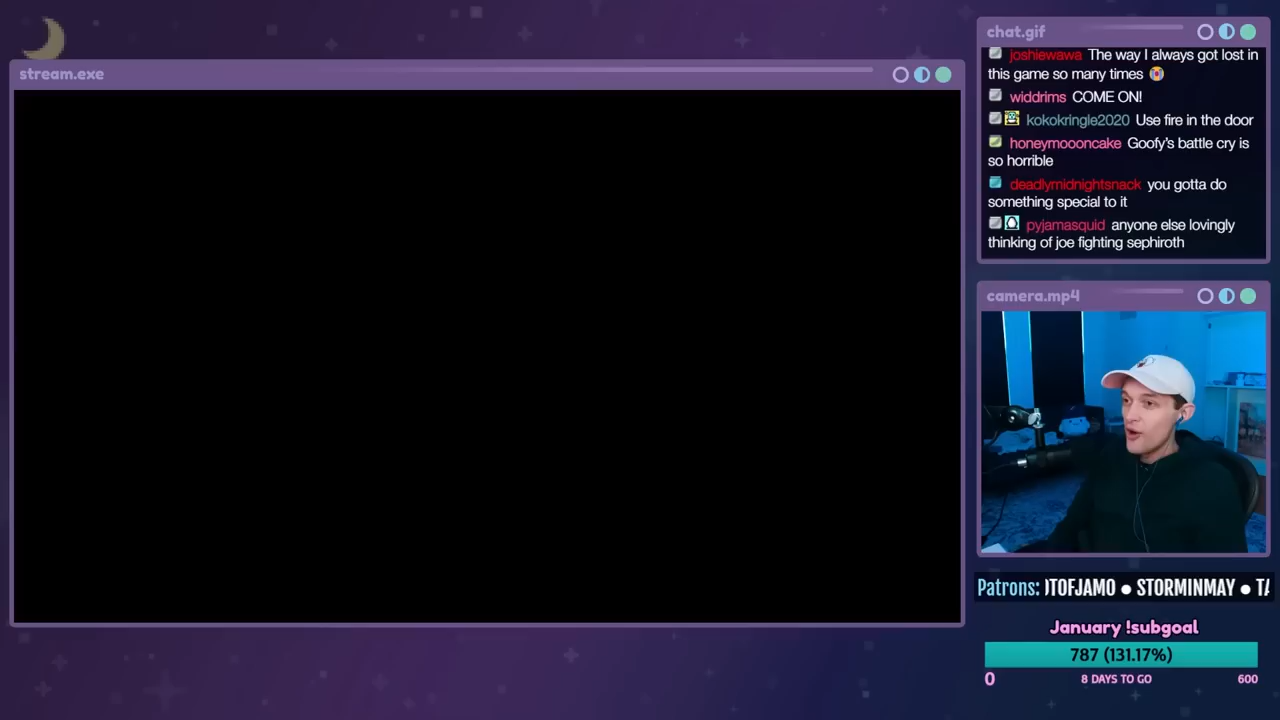 stream.exe
chat.gif
joshiewawa The way I always got lost in
this game so many times
widdrims COME ON!
kokokringle2020 Use fire in the door
honeymoooncake Goofy's battle cry is
so horrible
deadlymidnightsnack you gotta do
something special to it
pyjamasquid anyone else lovingly
thinking of joe fighting sephiroth
camera.mp4
Patrons: OTOFJAMO ● STORMINMAY ● TA
January !subgoal
787 (131.17%)
0 8 DAYS TO GO 600